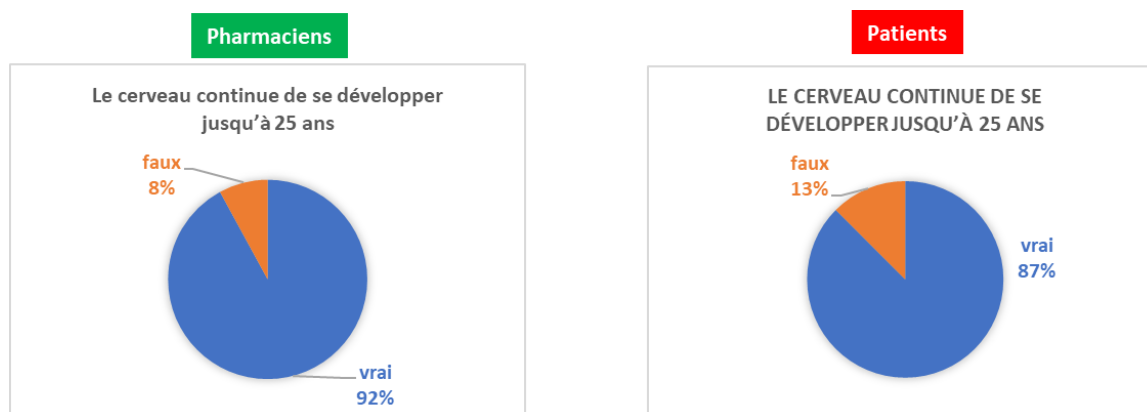 Pharmaciens
Le cerveau continue de se développer
jusqu'à 25 ans
faux
8%
vrai
92%
Patients
LE CERVEAU CONTINUE DE SE
DÉVELOPPER JUSQU'À 25 ANS
faux
13%
vrai
87%